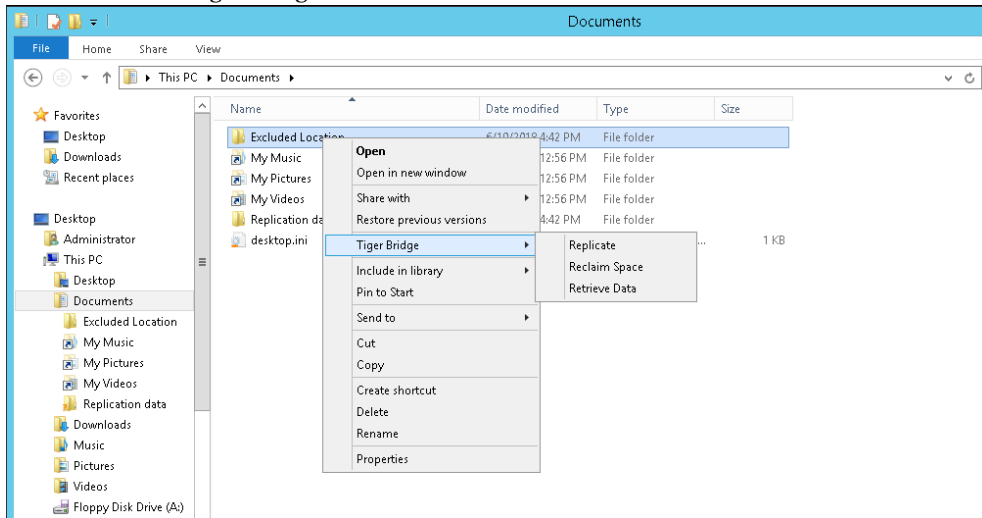 Documents
File Home Share View
This PC Documents
Favorites
Desktop
Downloads
Recent places
Desktop
Administrator
This PC
Desktop
Documents
Excluded Location
My Music
My Pictures
My Videos
Replication data
Downloads
Music
Pictures
Videos
Floppy Disk Drive (A:)
Name Date modified Type Size
Excluded Location 6/19/2018 4:42 PM File folder
My Music 12:56 PM File folder
My Pictures 12:56 PM File folder
My Videos 12:56 PM File folder
Replication da 4:42 PM File folder
desktop.ini ... 1 KB
Open
Open in new window
Share with
Restore previous versions
Tiger Bridge
Include in library
Pin to Start
Send to
Cut
Copy
Create shortcut
Delete
Rename
Properties
Replicate
Reclaim Space
Retrieve Data